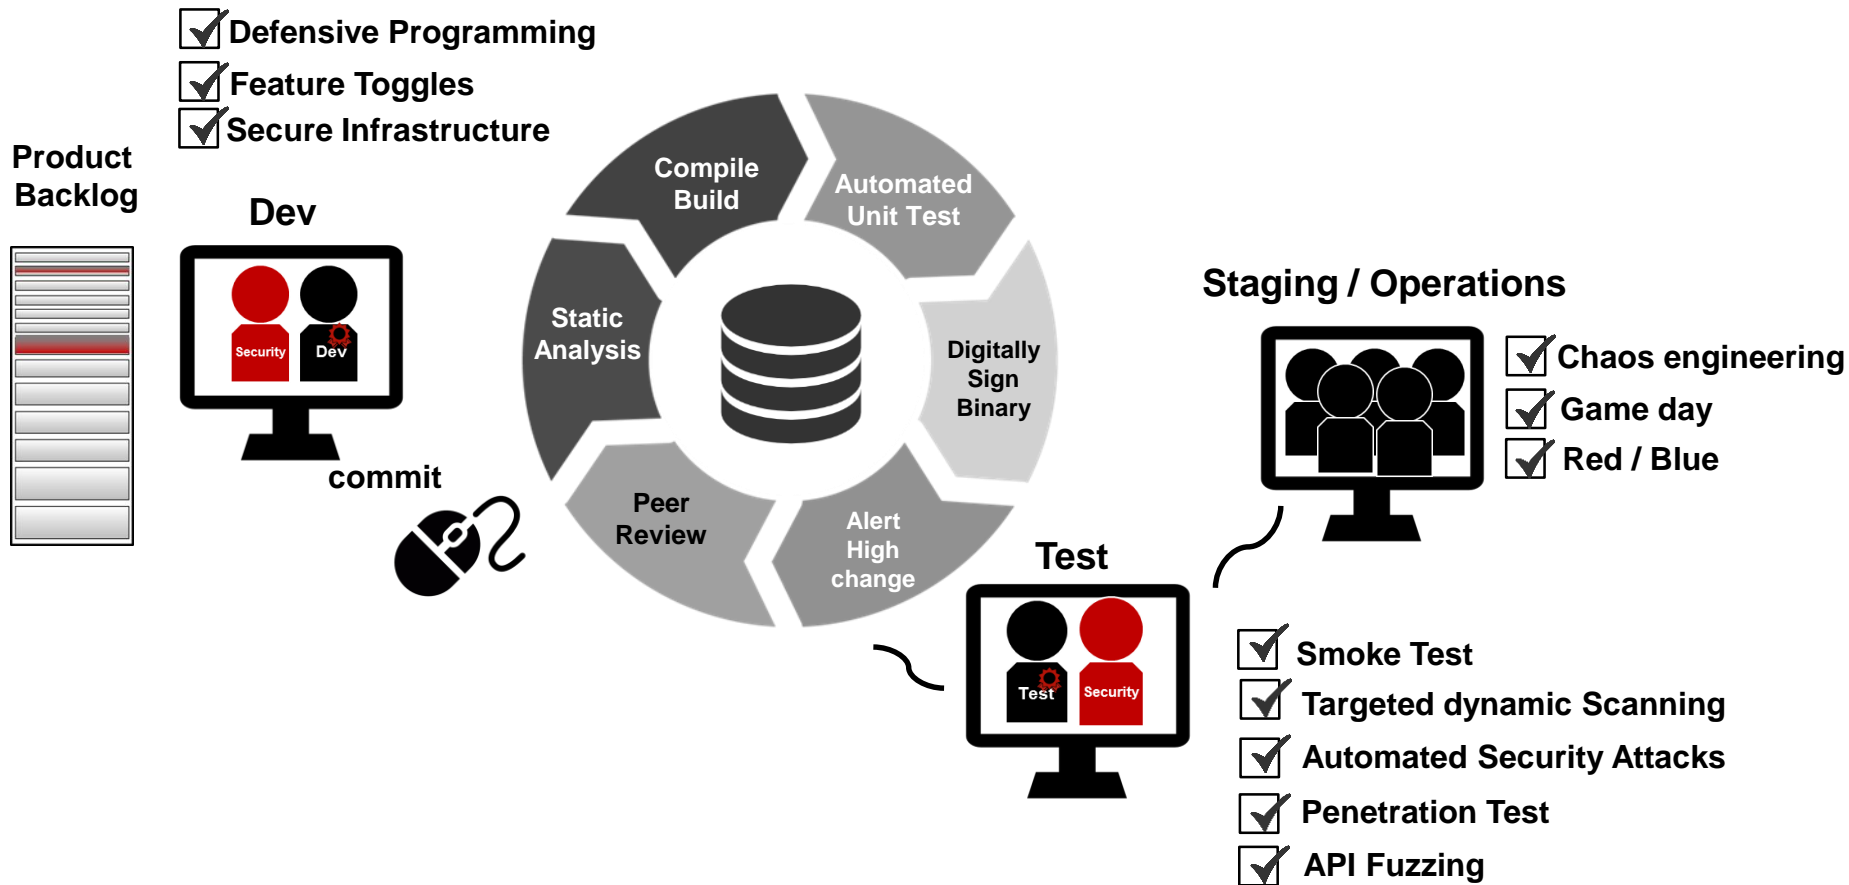 Defensive Programming
Feature Toggles
Secure Infrastructure
Product
Backlog
Dev
Security
Dev
commit
Compile
Build
Automated
Unit Test
Static
Analysis
Digitally
Sign
Binary
Peer
Review
Alert
High
change
Test
Test
Security
Staging / Operations
Chaos engineering
Game day
Red / Blue
Smoke Test
Targeted dynamic Scanning
Automated Security Attacks
Penetration Test
API Fuzzing